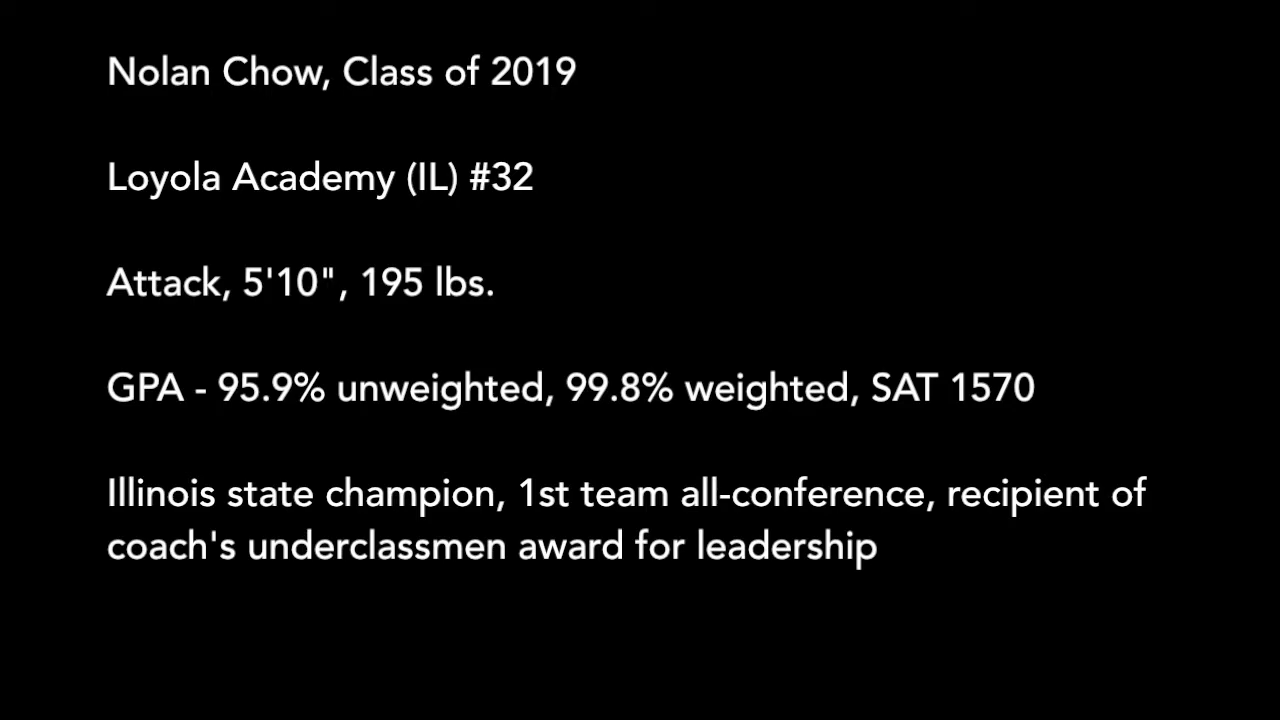 Nolan Chow, Class of 2019
Loyola Academy (IL) #32
Attack, 5'10", 195 lbs.
GPA - 95.9% unweighted, 99.8% weighted, SAT 1570
Illinois state champion, 1st team all-conference, recipient of
coach's underclassmen award for leadership